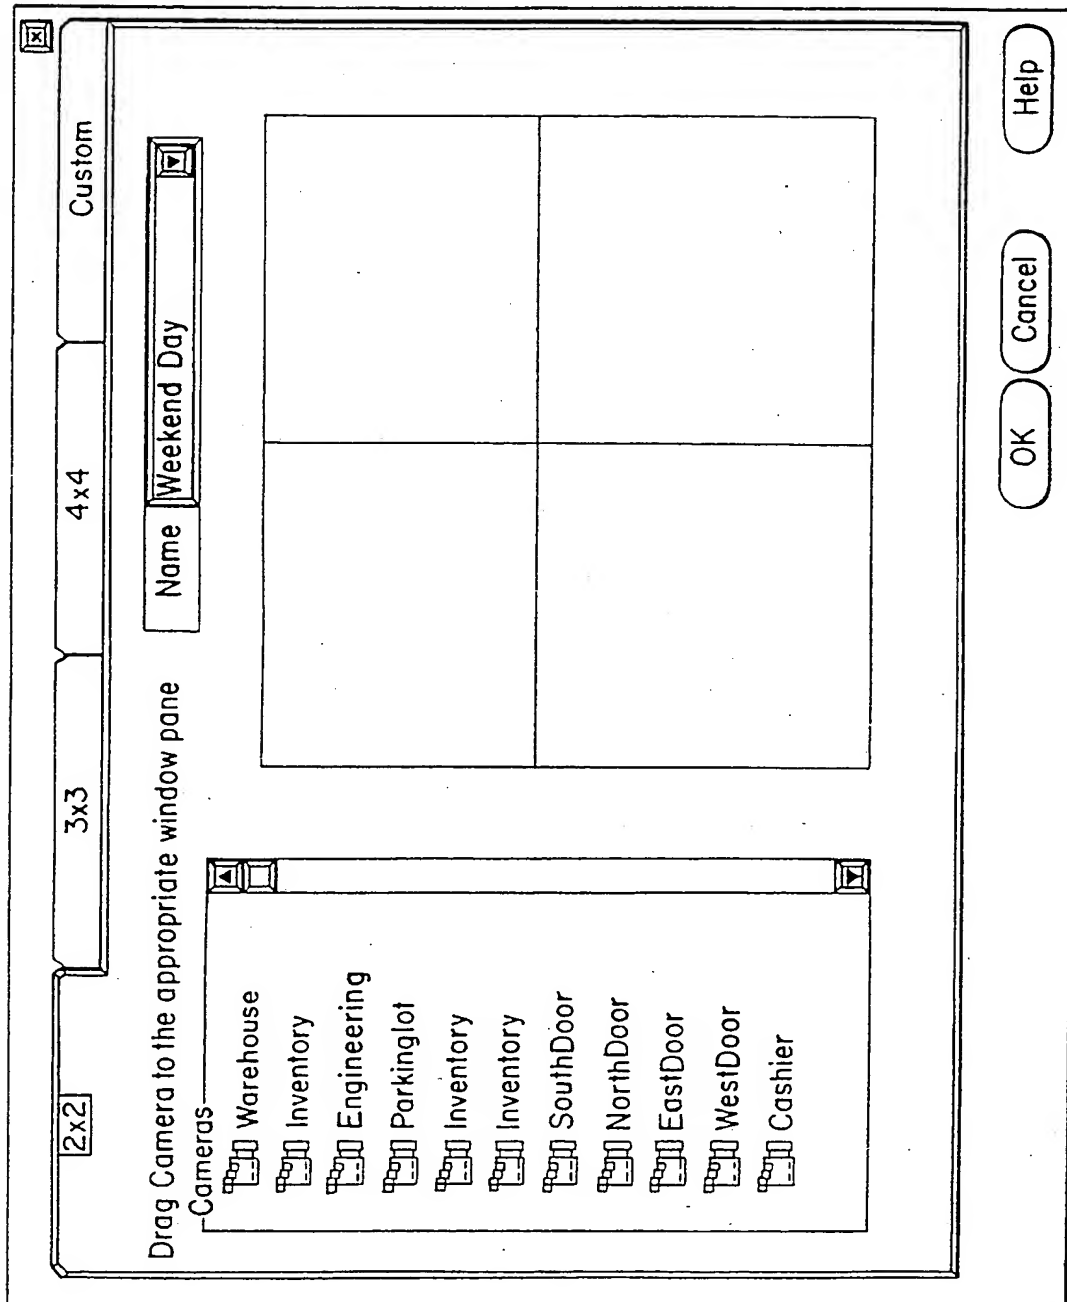 2x2
3x3
4x4
Custom
Drag Camera to the appropriate window pane
Name
Weekend Day
Cameras
Warehouse
Inventory
Engineering
Parkinglot
Inventory
Inventory
SouthDoor
NorthDoor
EastDoor
WestDoor
Cashier
OK
Cancel
Help